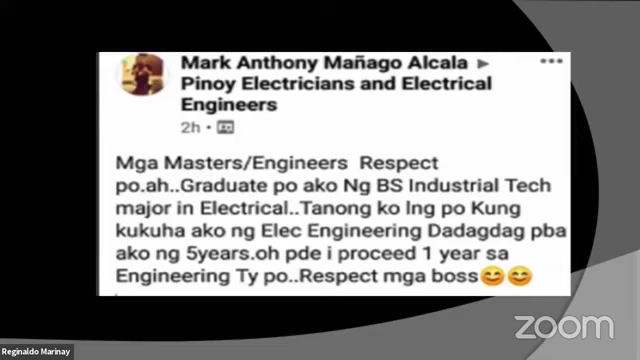 Mark Anthony Mañago Alcala ▶
Pinoy Electricians and Electrical
Engineers
2h ·
Mga Masters/Engineers Respect
po.ah..Graduate po ako Ng BS Industrial Tech
major in Electrical..Tanong ko lng po Kung
kukuha ako ng Elec Engineering Dadagdag pba
ako ng 5years.oh pde i proceed 1 year sa
Engineering Ty po..Respect mga boss😊😊
zoom
Reginaldo Marinay